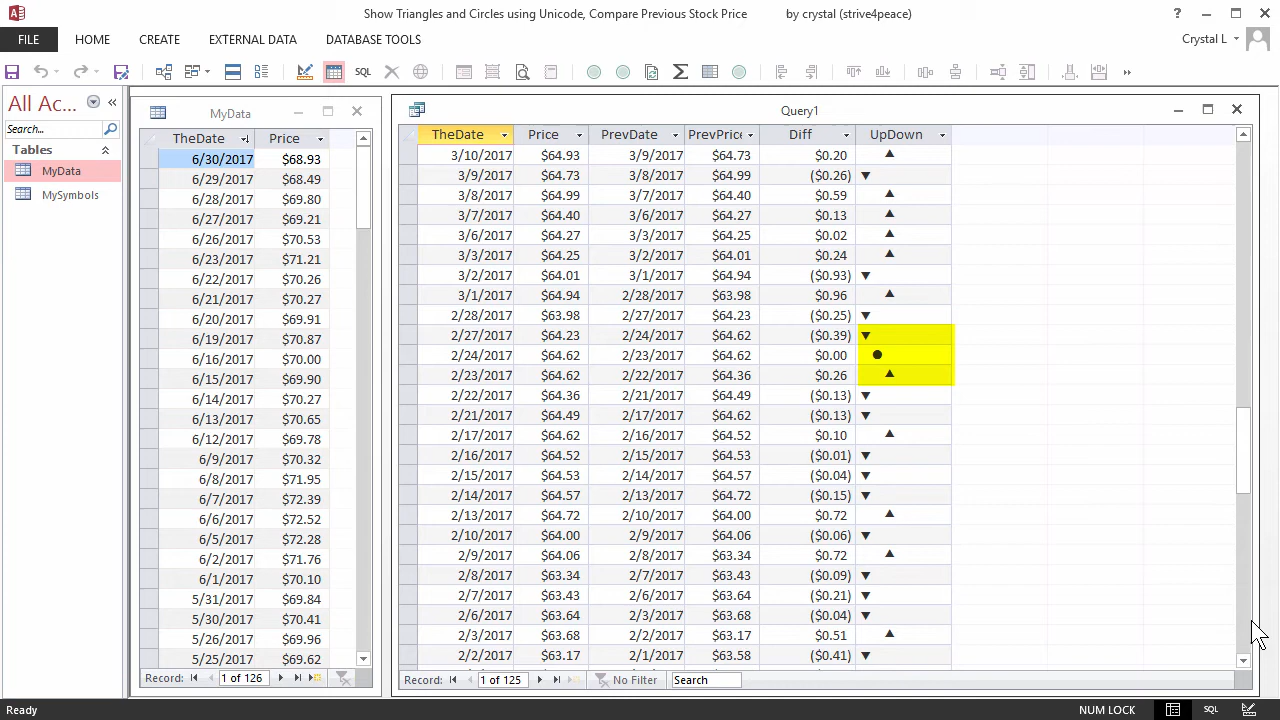 Show Triangles and Circles using Unicode, Compare Previous Stock Price by crystal (strive4peace)
FILE HOME CREATE EXTERNAL DATA DATABASE TOOLS Crystal L
SQL
All Ac...
Search...
Tables
MyData
MySymbols
MyData
TheDate Price
6/30/2017 $68.93
6/29/2017 $68.49
6/28/2017 $69.80
6/27/2017 $69.21
6/26/2017 $70.53
6/23/2017 $71.21
6/22/2017 $70.26
6/21/2017 $70.27
6/20/2017 $69.91
6/19/2017 $70.87
6/16/2017 $70.00
6/15/2017 $69.90
6/14/2017 $70.27
6/13/2017 $70.65
6/12/2017 $69.78
6/9/2017 $70.32
6/8/2017 $71.95
6/7/2017 $72.39
6/6/2017 $72.52
6/5/2017 $72.28
6/2/2017 $71.76
6/1/2017 $70.10
5/31/2017 $69.84
5/30/2017 $70.41
5/26/2017 $69.96
5/25/2017 $69.62
Record: 1 of 126
Query1
TheDate Price PrevDate PrevPrice Diff UpDown
3/10/2017 $64.93 3/9/2017 $64.73 $0.20 ▲
3/9/2017 $64.73 3/8/2017 $64.99 ($0.26) ▼
3/8/2017 $64.99 3/7/2017 $64.40 $0.59 ▲
3/7/2017 $64.40 3/6/2017 $64.27 $0.13 ▲
3/6/2017 $64.27 3/3/2017 $64.25 $0.02 ▲
3/3/2017 $64.25 3/2/2017 $64.01 $0.24 ▲
3/2/2017 $64.01 3/1/2017 $64.94 ($0.93) ▼
3/1/2017 $64.94 2/28/2017 $63.98 $0.96 ▲
2/28/2017 $63.98 2/27/2017 $64.23 ($0.25) ▼
2/27/2017 $64.23 2/24/2017 $64.62 ($0.39) ▼
2/24/2017 $64.62 2/23/2017 $64.62 $0.00 ●
2/23/2017 $64.62 2/22/2017 $64.36 $0.26 ▲
2/22/2017 $64.36 2/21/2017 $64.49 ($0.13) ▼
2/21/2017 $64.49 2/17/2017 $64.62 ($0.13) ▼
2/17/2017 $64.62 2/16/2017 $64.52 $0.10 ▲
2/16/2017 $64.52 2/15/2017 $64.53 ($0.01) ▼
2/15/2017 $64.53 2/14/2017 $64.57 ($0.04) ▼
2/14/2017 $64.57 2/13/2017 $64.72 ($0.15) ▼
2/13/2017 $64.72 2/10/2017 $64.00 $0.72 ▲
2/10/2017 $64.00 2/9/2017 $64.06 ($0.06) ▼
2/9/2017 $64.06 2/8/2017 $63.34 $0.72 ▲
2/8/2017 $63.34 2/7/2017 $63.43 ($0.09) ▼
2/7/2017 $63.43 2/6/2017 $63.64 ($0.21) ▼
2/6/2017 $63.64 2/3/2017 $63.68 ($0.04) ▼
2/3/2017 $63.68 2/2/2017 $63.17 $0.51 ▲
2/2/2017 $63.17 2/1/2017 $63.58 ($0.41) ▼
Record: 1 of 125 No Filter Search
Ready NUM LOCK SQL